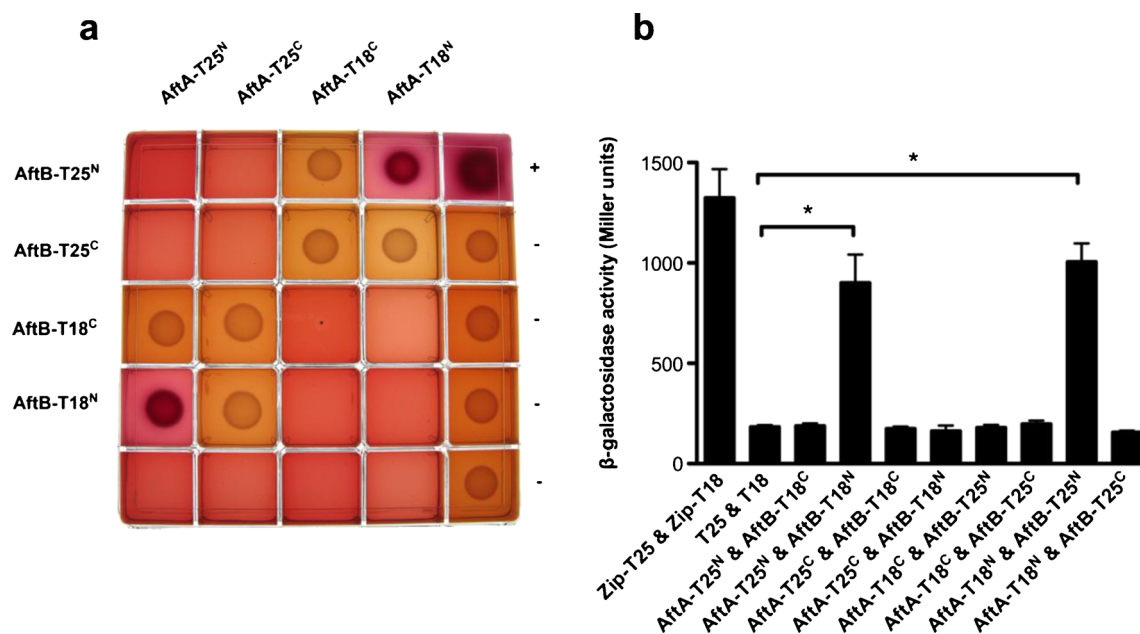 a
AftA-T25N
AftA-T25C
AftA-T18C
AftA-T18N
AftB-T25N
AftB-T25C
AftB-T18C
AftB-T18N
+
-
-
-
-
b
β-galactosidase activity (Miller units)
1500
1000
500
0
*
*
Zip-T25 & Zip-T18
T25 & T18
AftA-T25N & AftB-T18C
AftA-T25N & AftB-T18N
AftA-T25C & AftB-T18C
AftA-T25C & AftB-T18N
AftA-T18C & AftB-T25N
AftA-T18C & AftB-T25C
AftA-T18N & AftB-T25N
AftA-T18N & AftB-T25C